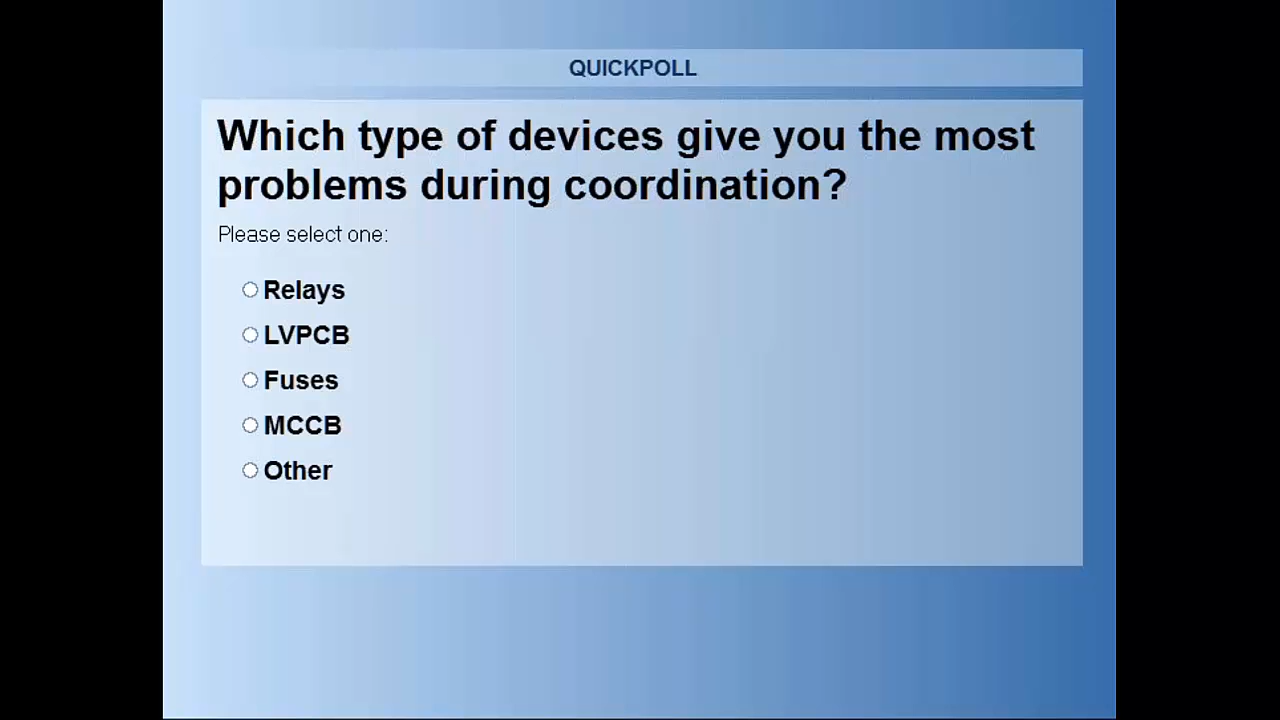 QUICKPOLL
Which type of devices give you the most
problems during coordination?
Please select one:
Relays
LVPCB
Fuses
MCCB
Other